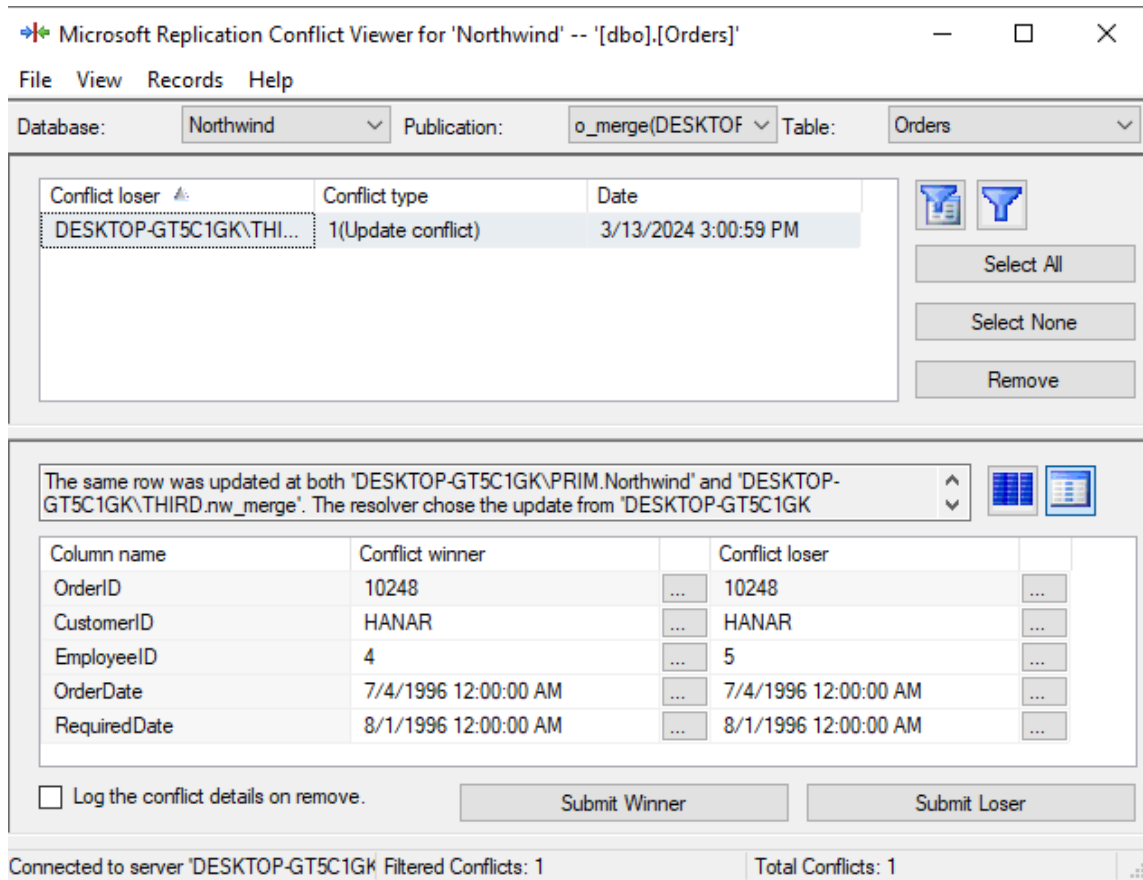 Microsoft Replication Conflict Viewer for 'Northwind' -- '[dbo].[Orders]'
File View Records Help
Database: Northwind Publication: o_merge(DESKTOF Table: Orders
Conflict loser Conflict type Date
DESKTOP-GT5C1GK\THI... 1(Update conflict) 3/13/2024 3:00:59 PM
Select All
Select None
Remove
The same row was updated at both 'DESKTOP-GT5C1GK\PRIM.Northwind' and 'DESKTOP-
GT5C1GK\THIRD.nw_merge'. The resolver chose the update from 'DESKTOP-GT5C1GK
Column name Conflict winner Conflict loser
OrderID 10248 ... 10248 ...
CustomerID HANAR ... HANAR ...
EmployeeID 4 ... 5 ...
OrderDate 7/4/1996 12:00:00 AM ... 7/4/1996 12:00:00 AM ...
RequiredDate 8/1/1996 12:00:00 AM ... 8/1/1996 12:00:00 AM ...
Log the conflict details on remove. Submit Winner Submit Loser
Connected to server 'DESKTOP-GT5C1GK Filtered Conflicts: 1 Total Conflicts: 1